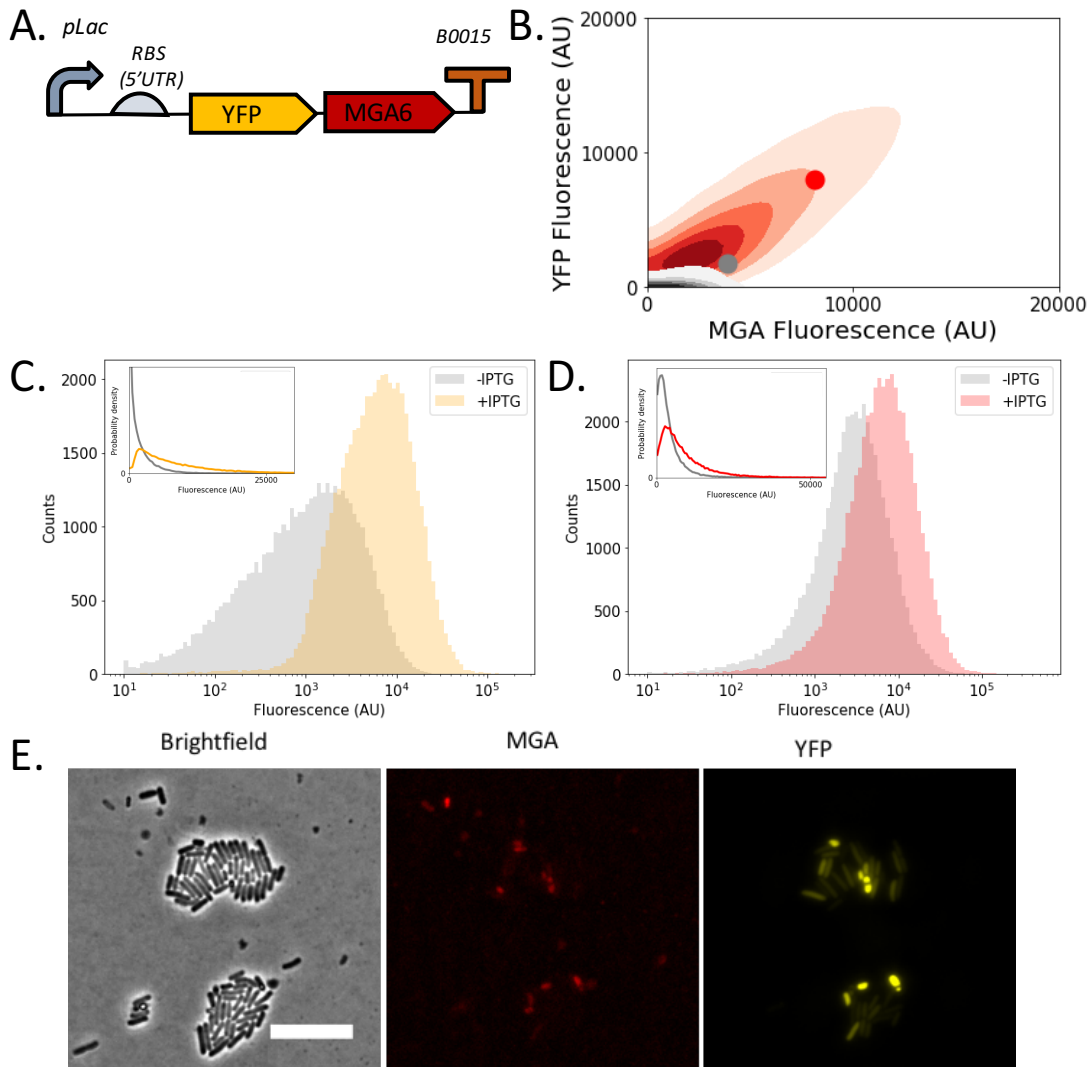 A.
pLac
RBS
(5'UTR)
B0015
YFP
MGA6
B.
YFP Fluorescence (AU)
20000
10000
0
0
10000
20000
MGA Fluorescence (AU)
C.
Counts
2000
1500
1000
500
0
Probability density
0
0
25000
Fluorescence (AU)
-IPTG
+IPTG
10¹
10²
10³
10⁴
10⁵
Fluorescence (AU)
D.
Counts
2000
1500
1000
500
0
Probability density
0
0
50000
Fluorescence (AU)
-IPTG
+IPTG
10¹
10²
10³
10⁴
10⁵
Fluorescence (AU)
E.
Brightfield
MGA
YFP